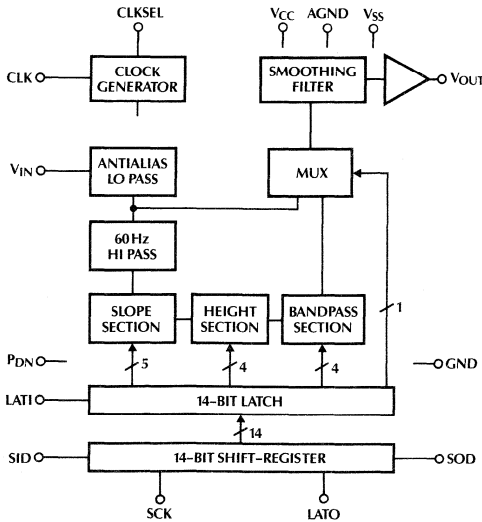 CLKSEL
VCC
AGND
VSS
CLK
CLOCK
GENERATOR
SMOOTHING
FILTER
VOUT
VIN
ANTIALIAS
LO PASS
MUX
60 Hz
HI PASS
SLOPE
SECTION
HEIGHT
SECTION
BANDPASS
SECTION
1
PDN
5
4
4
GND
LATI
14-BIT LATCH
14
SID
14-BIT SHIFT-REGISTER
SOD
SCK
LATO